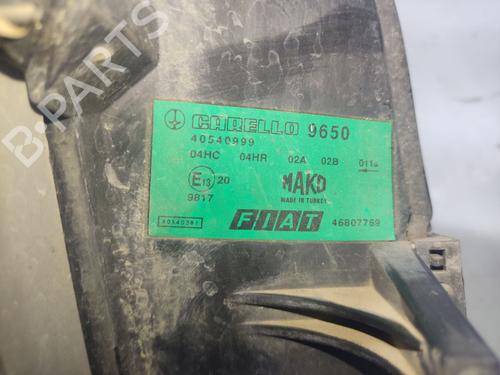 CARELLO 9650
40540999
04HC 04HR 02A 02B
E13 20
MAKO
MADE IN TURKEY
9817
FIAT 46807769
B-Parts